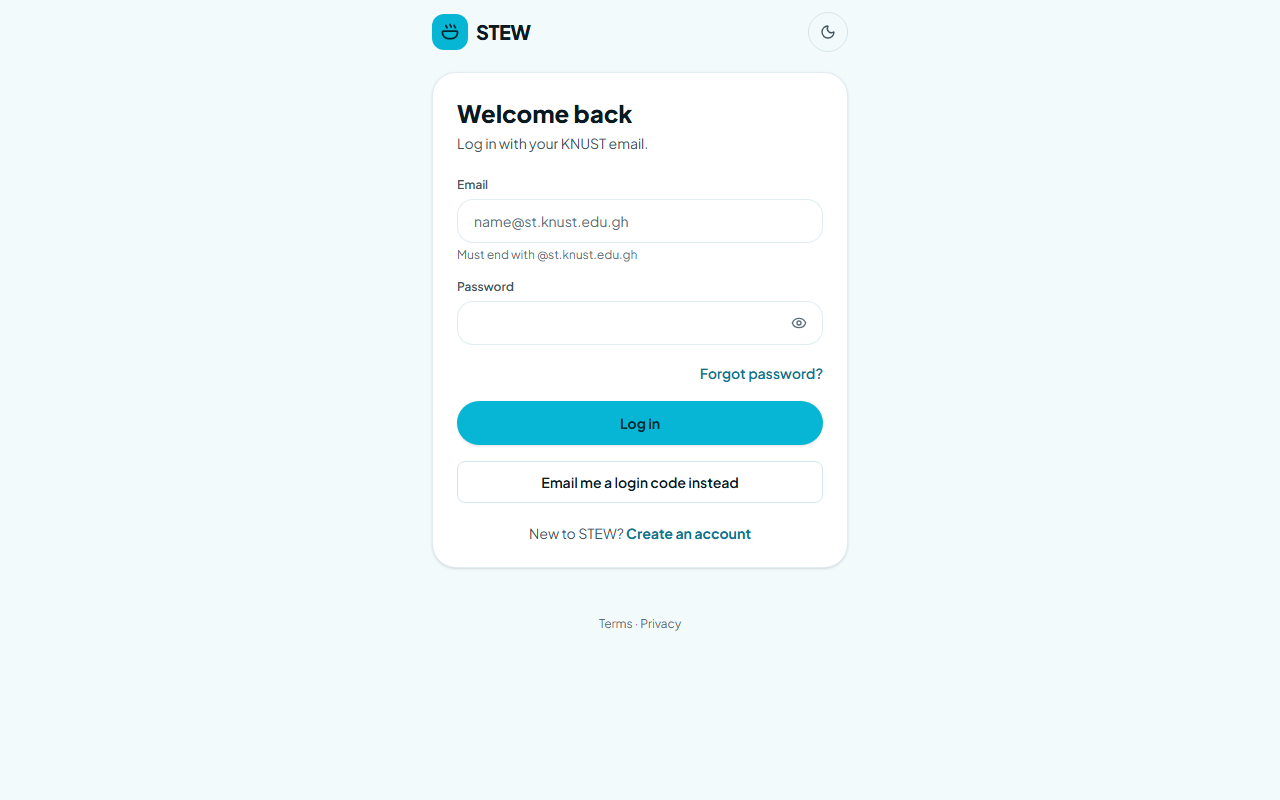 STEW
Welcome back
Log in with your KNUST email.
Email
name@st.knust.edu.gh
Must end with @st.knust.edu.gh
Password
Forgot password?
Log in
Email me a login code instead
New to STEW? Create an account
Terms · Privacy